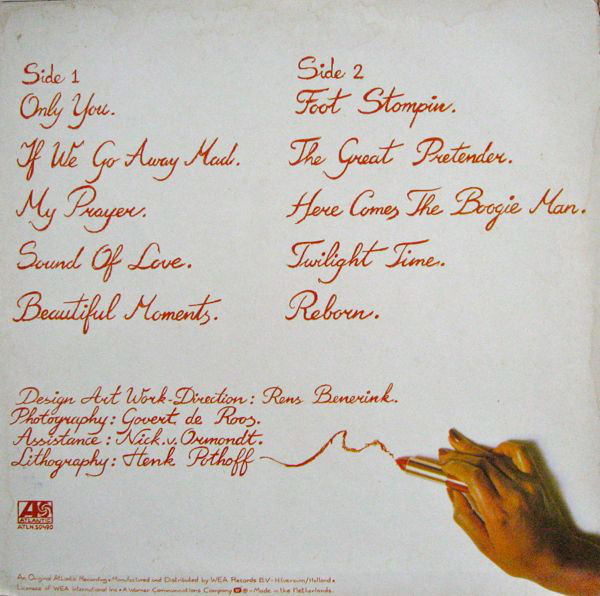 Side 1
Only You.
If We Go Away Mad.
My Prayer.
Sound Of Love.
Beautiful Moments.
Side 2
Foot Stompin.
The Great Pretender.
Here Comes The Boogie Man.
Twilight Time.
Reborn.
Design Art Work-Direction: Rens Benerink.
Photography: Govert de Roos.
Assistance: Nick.v.Ormondt.
Lithography: Henk Pothoff
ATLANTIC
ATLN.50490
An Original Atlantic Recording • Manufactured and Distributed by WEA Records B.V - Hilversum/Holland •
Licensee of WEA International Inc • A Warner Communications Company - Made in the Netherlands.